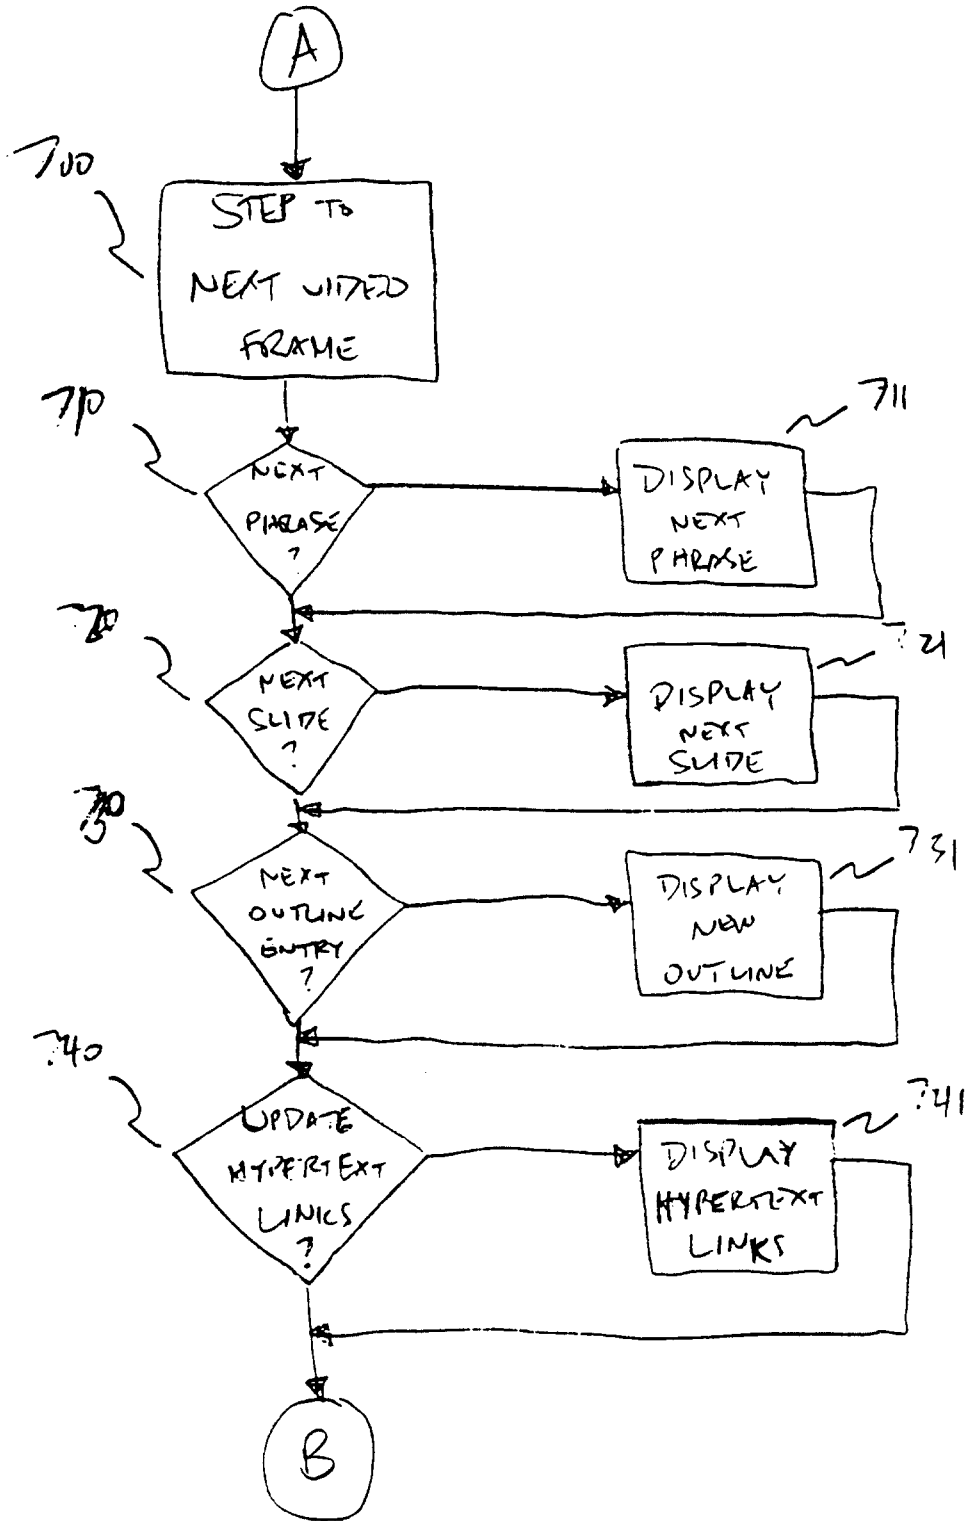 A
700
STEP TO
NEXT VIDEO
FRAME
710
NEXT
PHRASE
?
711
DISPLAY
NEXT
PHRASE
720
NEXT
SLIDE
?
721
DISPLAY
NEXT
SLIDE
730
NEXT
OUTLINE
ENTRY
?
731
DISPLAY
NEW
OUTLINE
740
UPDATE
HYPERTEXT
LINKS
?
741
DISPLAY
HYPERTEXT
LINKS
B